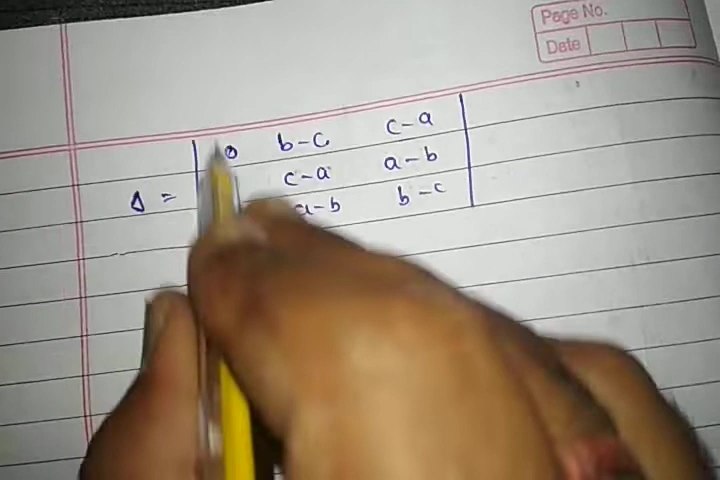 Page No.
Date
0 b-c c-a
Δ = c-a a-b
a-b b-c